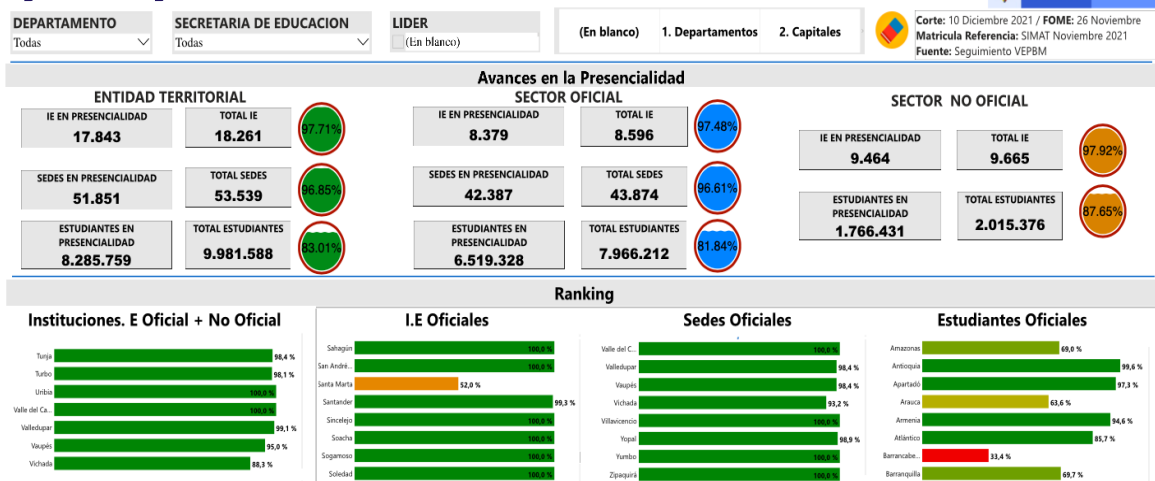 DEPARTAMENTO
Todas
SECRETARIA DE EDUCACION
Todas
LIDER
(En blanco)
(En blanco) 1. Departamentos 2. Capitales
Corte: 10 Diciembre 2021 / FOME: 26 Noviembre
Matricula Referencia: SIMAT Noviembre 2021
Fuente: Seguimiento VEPBM
Avances en la Presencialidad
ENTIDAD TERRITORIAL
IE EN PRESENCIALIDAD
17.843
TOTAL IE
18.261
97.71%
SEDES EN PRESENCIALIDAD
51.851
TOTAL SEDES
53.539
96.85%
ESTUDIANTES EN
PRESENCIALIDAD
8.285.759
TOTAL ESTUDIANTES
9.981.588
83.01%
SECTOR OFICIAL
IE EN PRESENCIALIDAD
8.379
TOTAL IE
8.596
97.48%
SEDES EN PRESENCIALIDAD
42.387
TOTAL SEDES
43.874
96.61%
ESTUDIANTES EN
PRESENCIALIDAD
6.519.328
TOTAL ESTUDIANTES
7.966.212
81.84%
SECTOR NO OFICIAL
IE EN PRESENCIALIDAD
9.464
TOTAL IE
9.665
97.92%
ESTUDIANTES EN
PRESENCIALIDAD
1.766.431
TOTAL ESTUDIANTES
2.015.376
87.65%
Ranking
Instituciones. E Oficial + No Oficial
Tunja 98,4 %
Turbo 98,1 %
Uribia 100,0 %
Valle del Ca... 100,0 %
Valledupar 99,1 %
Vaupés 95,0 %
Vichada 88,3 %
I.E Oficiales
Sahagún 100,0 %
San André... 100,0 %
Santa Marta 52,0 %
Santander 99,3 %
Sincelejo 100,0 %
Soacha 100,0 %
Sogamoso 100,0 %
Soledad 100,0 %
Sedes Oficiales
Valle del C... 100,0 %
Valledupar 98,4 %
Vaupés 98,4 %
Vichada 93,2 %
Villavicencio 100,0 %
Yopal 98,9 %
Yumbo 100,0 %
Zipaquirá 100,0 %
Estudiantes Oficiales
Amazonas 69,0 %
Antioquia 99,6 %
Apartadó 97,3 %
Arauca 63,6 %
Armenia 94,6 %
Atlántico 85,7 %
Barrancabe... 33,4 %
Barranquilla 69,7 %